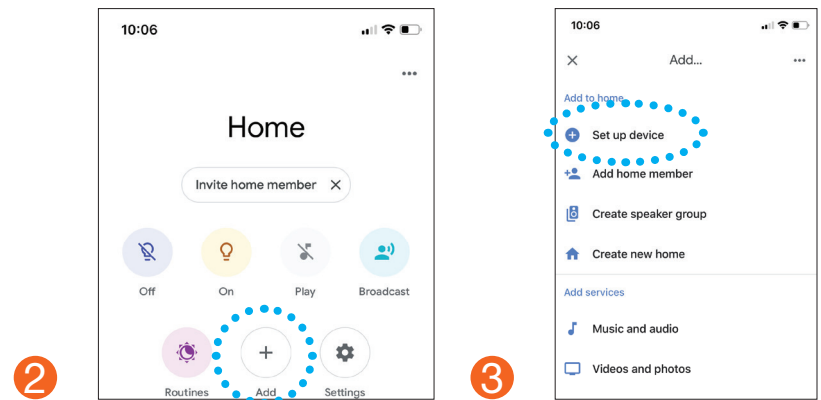 10:06
Home
Invite home member
Off On Play Broadcast
Routines Add Settings
2
10:06
Add...
Add to home
Set up device
Add home member
Create speaker group
Create new home
Add services
Music and audio
Videos and photos
3